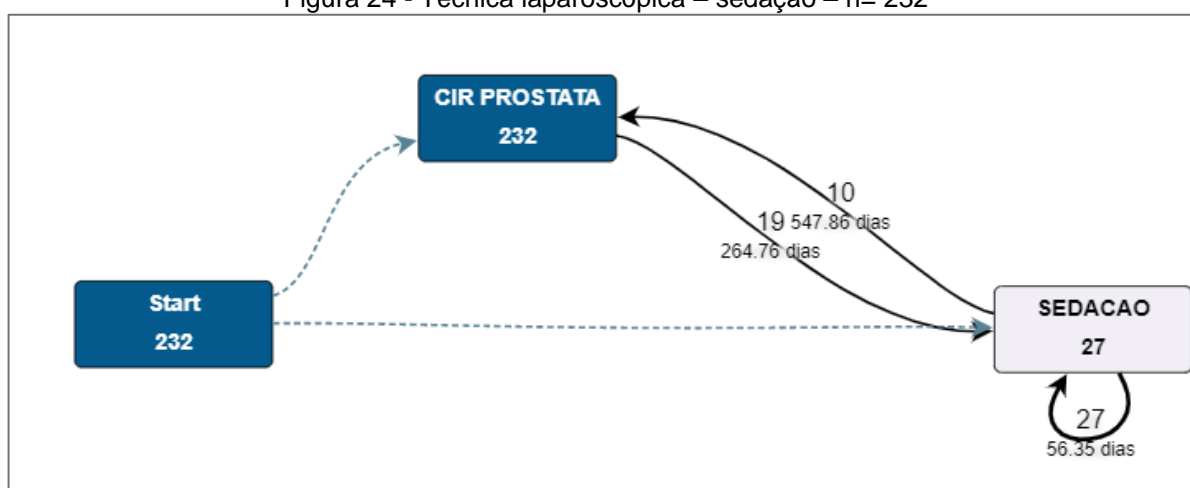 Figura 24 - Técnica laparoscópica – sedação – n= 232
CIR PROSTATA
232
10
547.86 dias
19
264.76 dias
Start
232
SEDACAO
27
27
56.35 dias